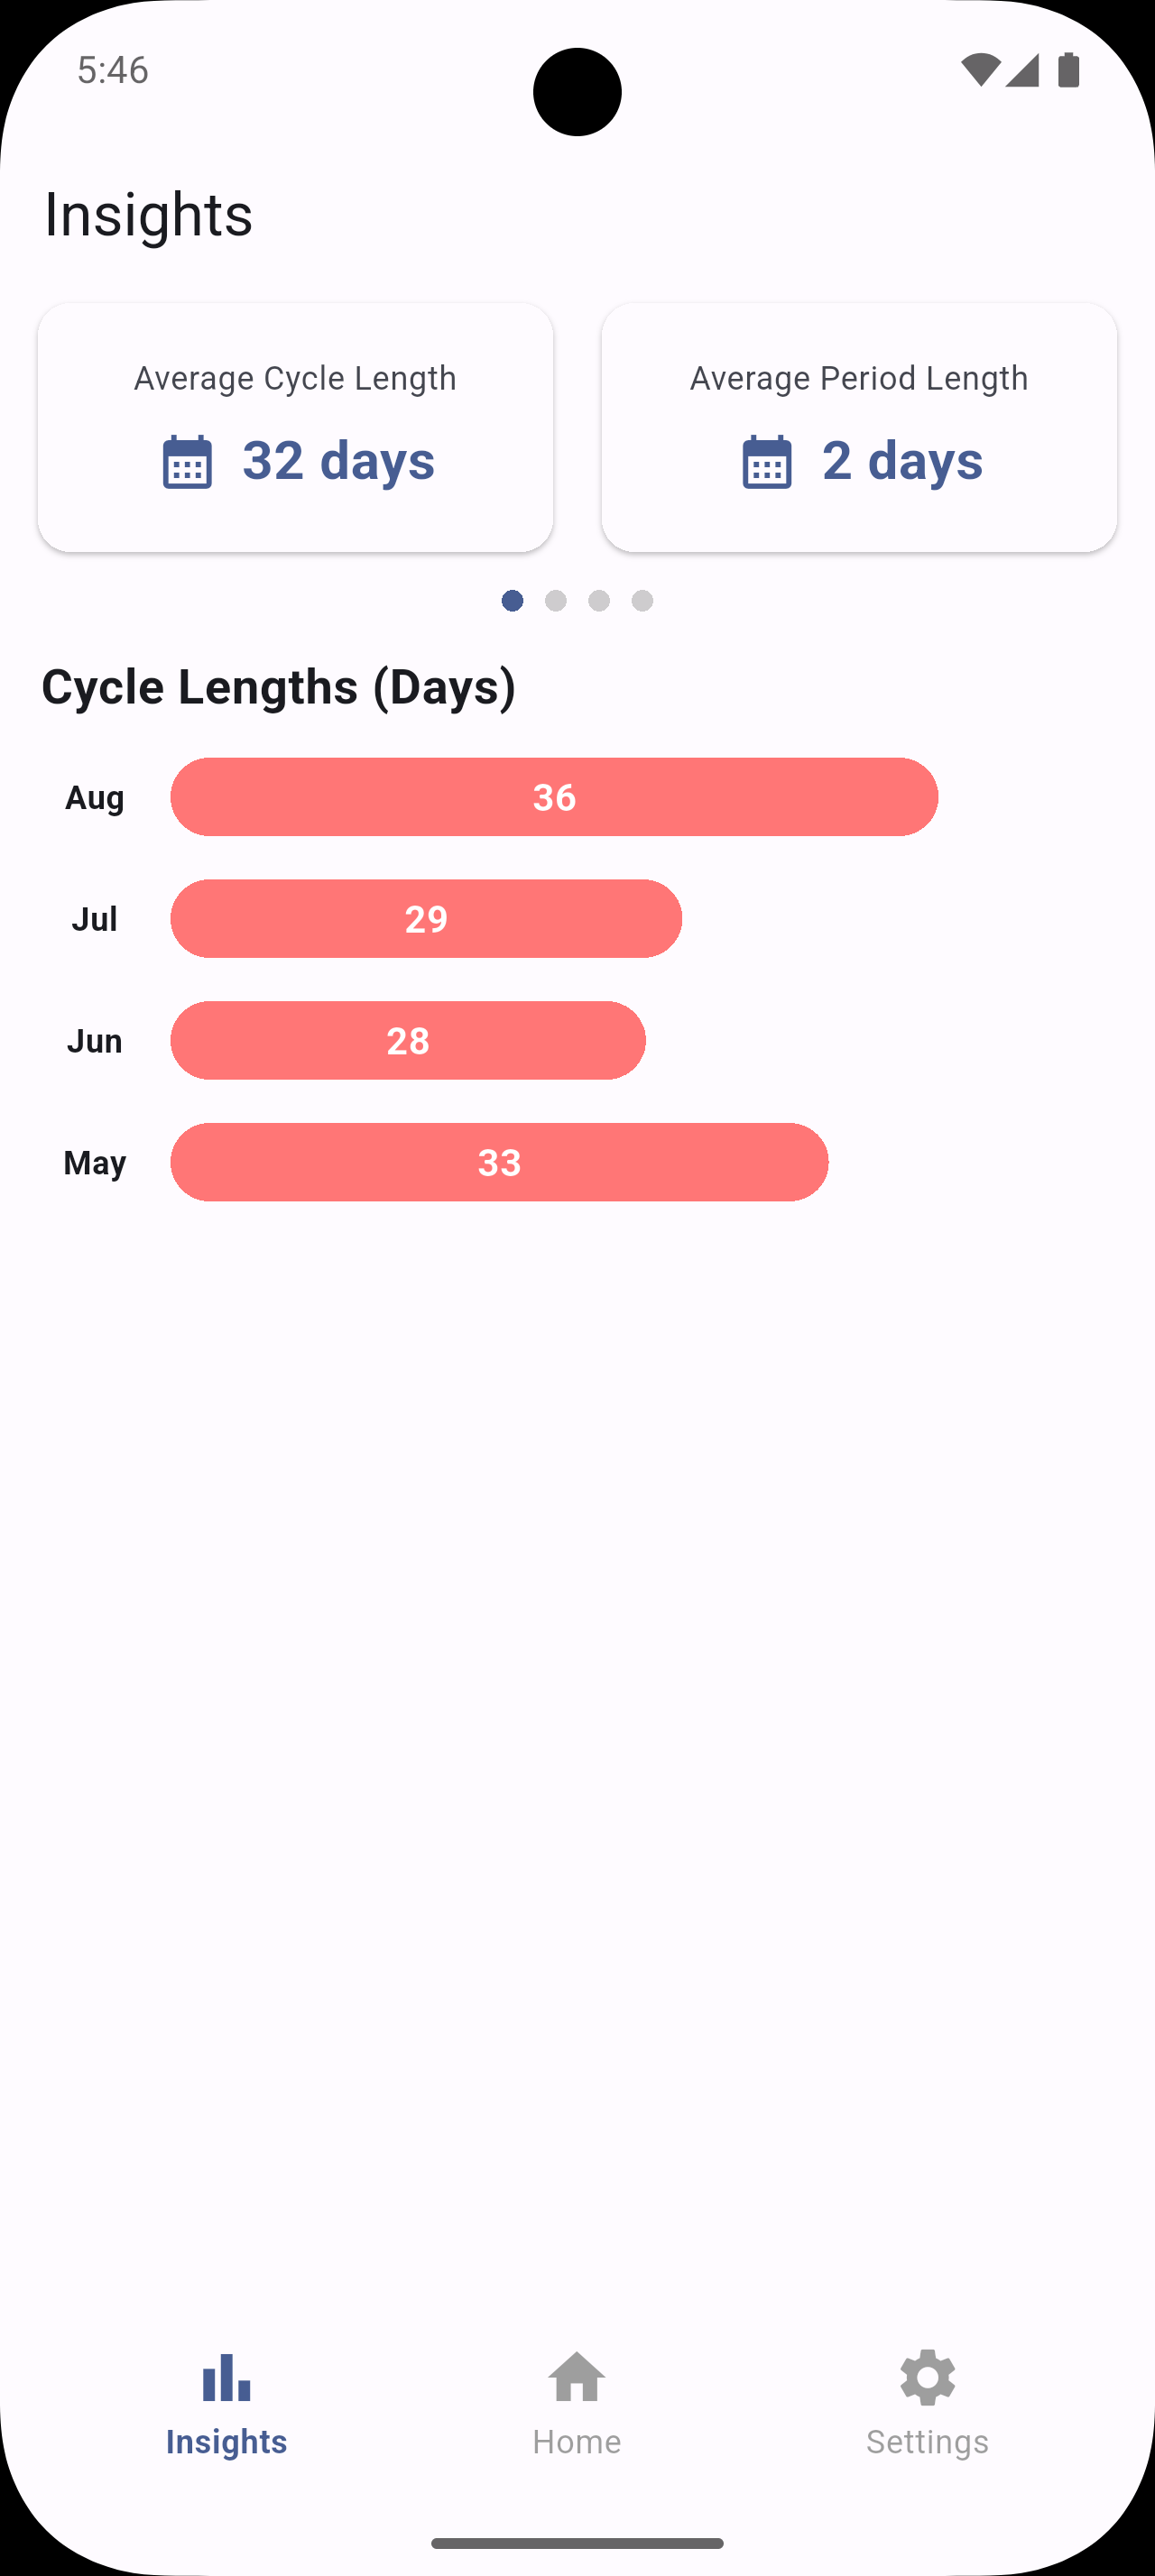 5:46
Insights
Average Cycle Length
32 days
Average Period Length
2 days
Cycle Lengths (Days)
Aug 36
Jul 29
Jun 28
May 33
Insights Home Settings